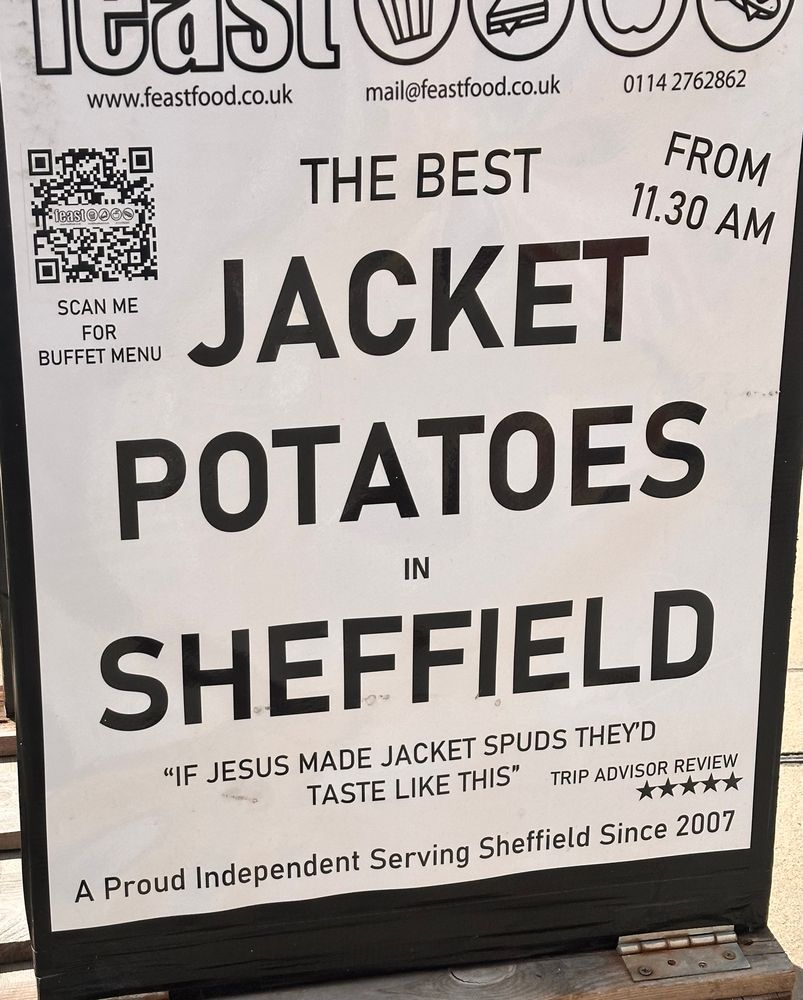 feast
www.feastfood.co.uk
mail@feastfood.co.uk
0114 2762862
FROM
11.30 AM
feast
SCAN ME
FOR
BUFFET MENU
THE BEST
JACKET
POTATOES
IN
SHEFFIELD
“IF JESUS MADE JACKET SPUDS THEY'D
TASTE LIKE THIS”
TRIP ADVISOR REVIEW
★★★★★
A Proud Independent Serving Sheffield Since 2007